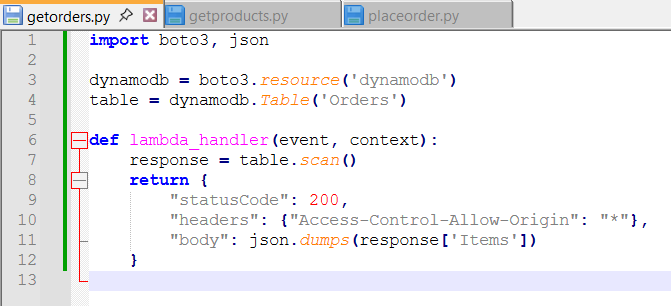 getorders.py getproducts.py placeorder.py
1 import boto3, json
2
3 dynamodb = boto3.resource('dynamodb')
4 table = dynamodb.Table('Orders')
5
6 def lambda_handler(event, context):
7     response = table.scan()
8     return {
9         "statusCode": 200,
10         "headers": {"Access-Control-Allow-Origin": "*"},
11         "body": json.dumps(response['Items'])
12     }
13